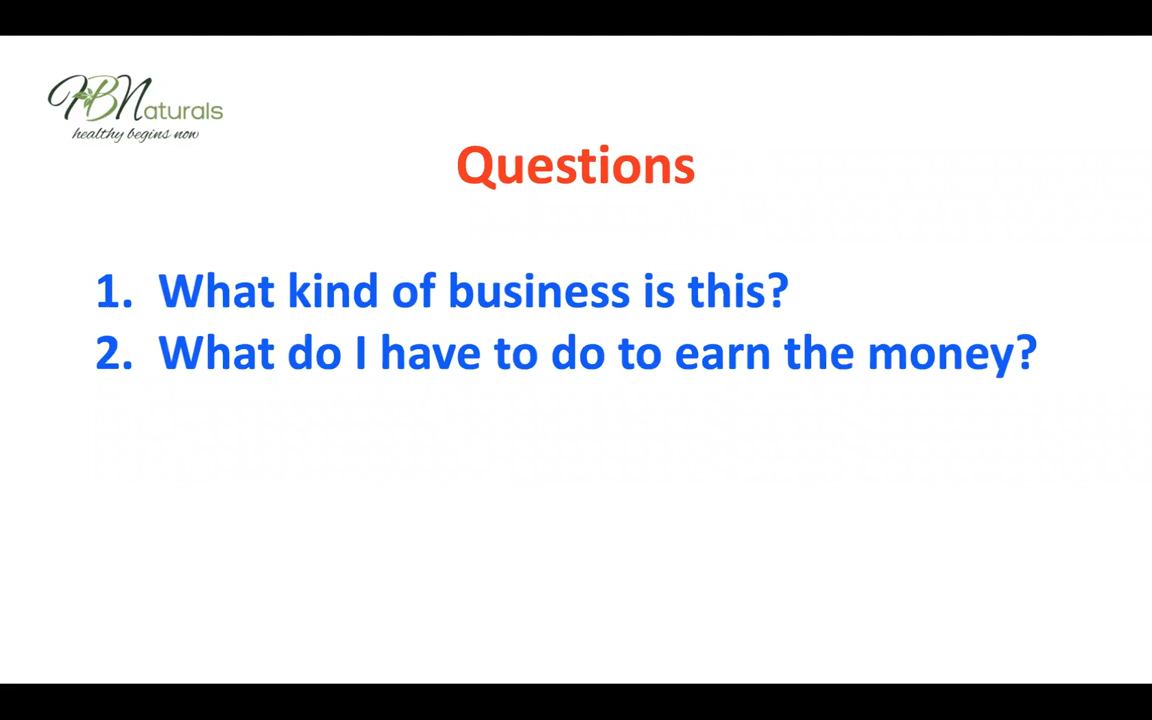 HBNaturals
healthy begins now
Questions
1. What kind of business is this?
2. What do I have to do to earn the money?